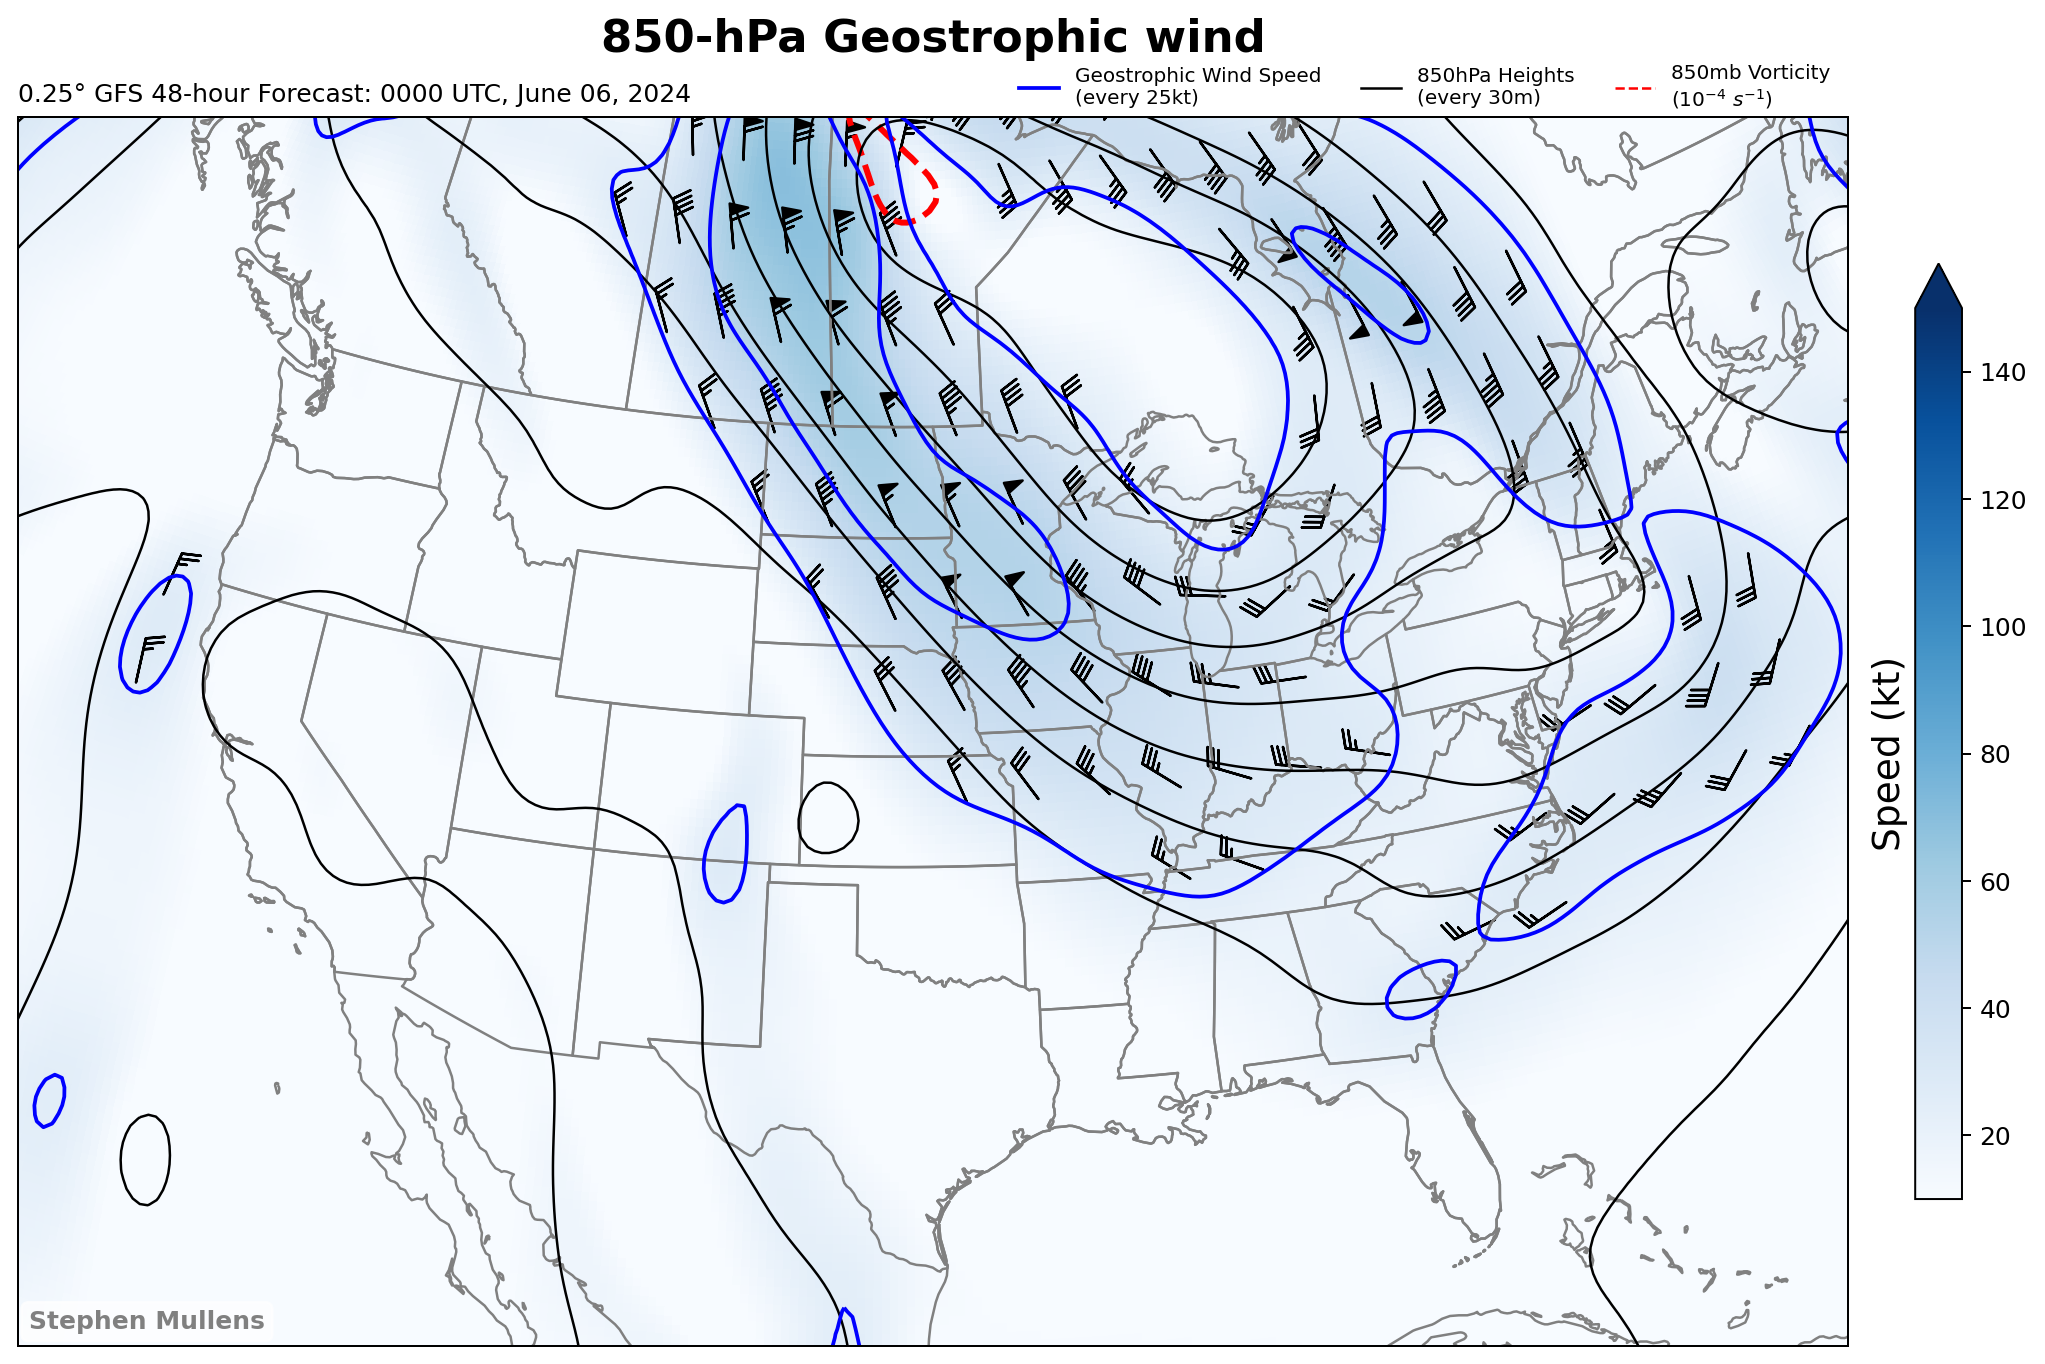 850-hPa Geostrophic wind
0.25° GFS 48-hour Forecast: 0000 UTC, June 06, 2024
Geostrophic Wind Speed
(every 25kt)
850hPa Heights
(every 30m)
850mb Vorticity
(10⁻⁴ s⁻¹)
140
120
100
80
60
40
20
Speed (kt)
Stephen Mullens